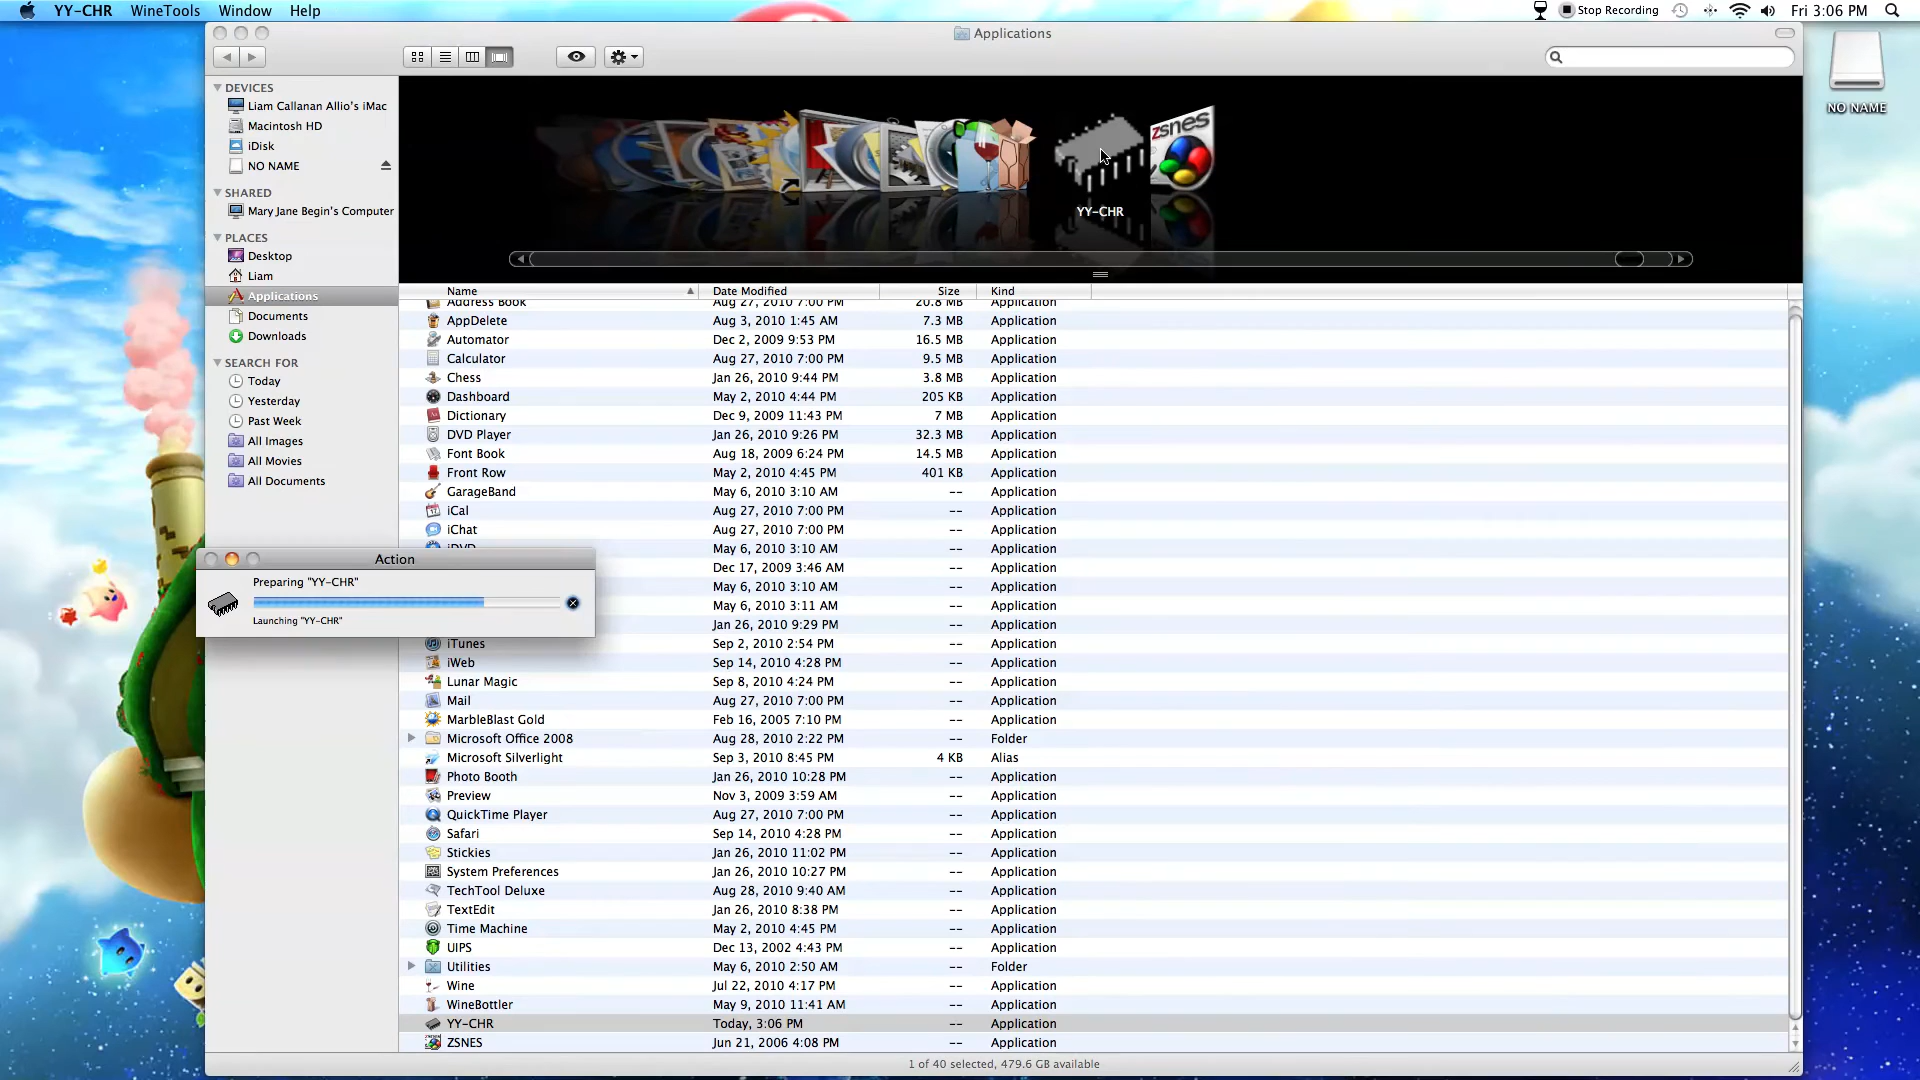 YY-CHR WineTools Window Help
Stop Recording Fri 3:06 PM
Applications
NO NAME
DEVICES
Liam Callanan Allio's iMac
Macintosh HD
iDisk
NO NAME
SHARED
Mary Jane Begin's Computer
PLACES
Desktop
Liam
Applications
Documents
Downloads
SEARCH FOR
Today
Yesterday
Past Week
All Images
All Movies
All Documents
zsnes
YY-CHR
Name Date Modified Size Kind
Address Book Aug 27, 2010 7:00 PM 20.8 MB Application
AppDelete Aug 3, 2010 1:45 AM 7.3 MB Application
Automator Dec 2, 2009 9:53 PM 16.5 MB Application
Calculator Aug 27, 2010 7:00 PM 9.5 MB Application
Chess Jan 26, 2010 9:44 PM 3.8 MB Application
Dashboard May 2, 2010 4:44 PM 205 KB Application
Dictionary Dec 9, 2009 11:43 PM 7 MB Application
DVD Player Jan 26, 2010 9:26 PM 32.3 MB Application
Font Book Aug 18, 2009 6:24 PM 14.5 MB Application
Front Row May 2, 2010 4:45 PM 401 KB Application
GarageBand May 6, 2010 3:10 AM -- Application
iCal Aug 27, 2010 7:00 PM -- Application
iChat Aug 27, 2010 7:00 PM -- Application
iDVD May 6, 2010 3:10 AM -- Application
Dec 17, 2009 3:46 AM -- Application
May 6, 2010 3:10 AM -- Application
May 6, 2010 3:11 AM -- Application
Jan 26, 2010 9:29 PM -- Application
iTunes Sep 2, 2010 2:54 PM -- Application
iWeb Sep 14, 2010 4:28 PM -- Application
Lunar Magic Sep 8, 2010 4:24 PM -- Application
Mail Aug 27, 2010 7:00 PM -- Application
MarbleBlast Gold Feb 16, 2005 7:10 PM -- Application
Microsoft Office 2008 Aug 28, 2010 2:22 PM -- Folder
Microsoft Silverlight Sep 3, 2010 8:45 PM 4 KB Alias
Photo Booth Jan 26, 2010 10:28 PM -- Application
Preview Nov 3, 2009 3:59 AM -- Application
QuickTime Player Aug 27, 2010 7:00 PM -- Application
Safari Sep 14, 2010 4:28 PM -- Application
Stickies Jan 26, 2010 11:02 PM -- Application
System Preferences Jan 26, 2010 10:27 PM -- Application
TechTool Deluxe Aug 28, 2010 9:40 AM -- Application
TextEdit Jan 26, 2010 8:38 PM -- Application
Time Machine May 2, 2010 4:45 PM -- Application
UIPS Dec 13, 2002 4:43 PM -- Application
Utilities May 6, 2010 2:50 AM -- Folder
Wine Jul 22, 2010 4:17 PM -- Application
WineBottler May 9, 2010 11:41 AM -- Application
YY-CHR Today, 3:06 PM -- Application
ZSNES Jun 21, 2006 4:08 PM -- Application
1 of 40 selected, 479.6 GB available
Action
Preparing "YY-CHR"
Launching "YY-CHR"